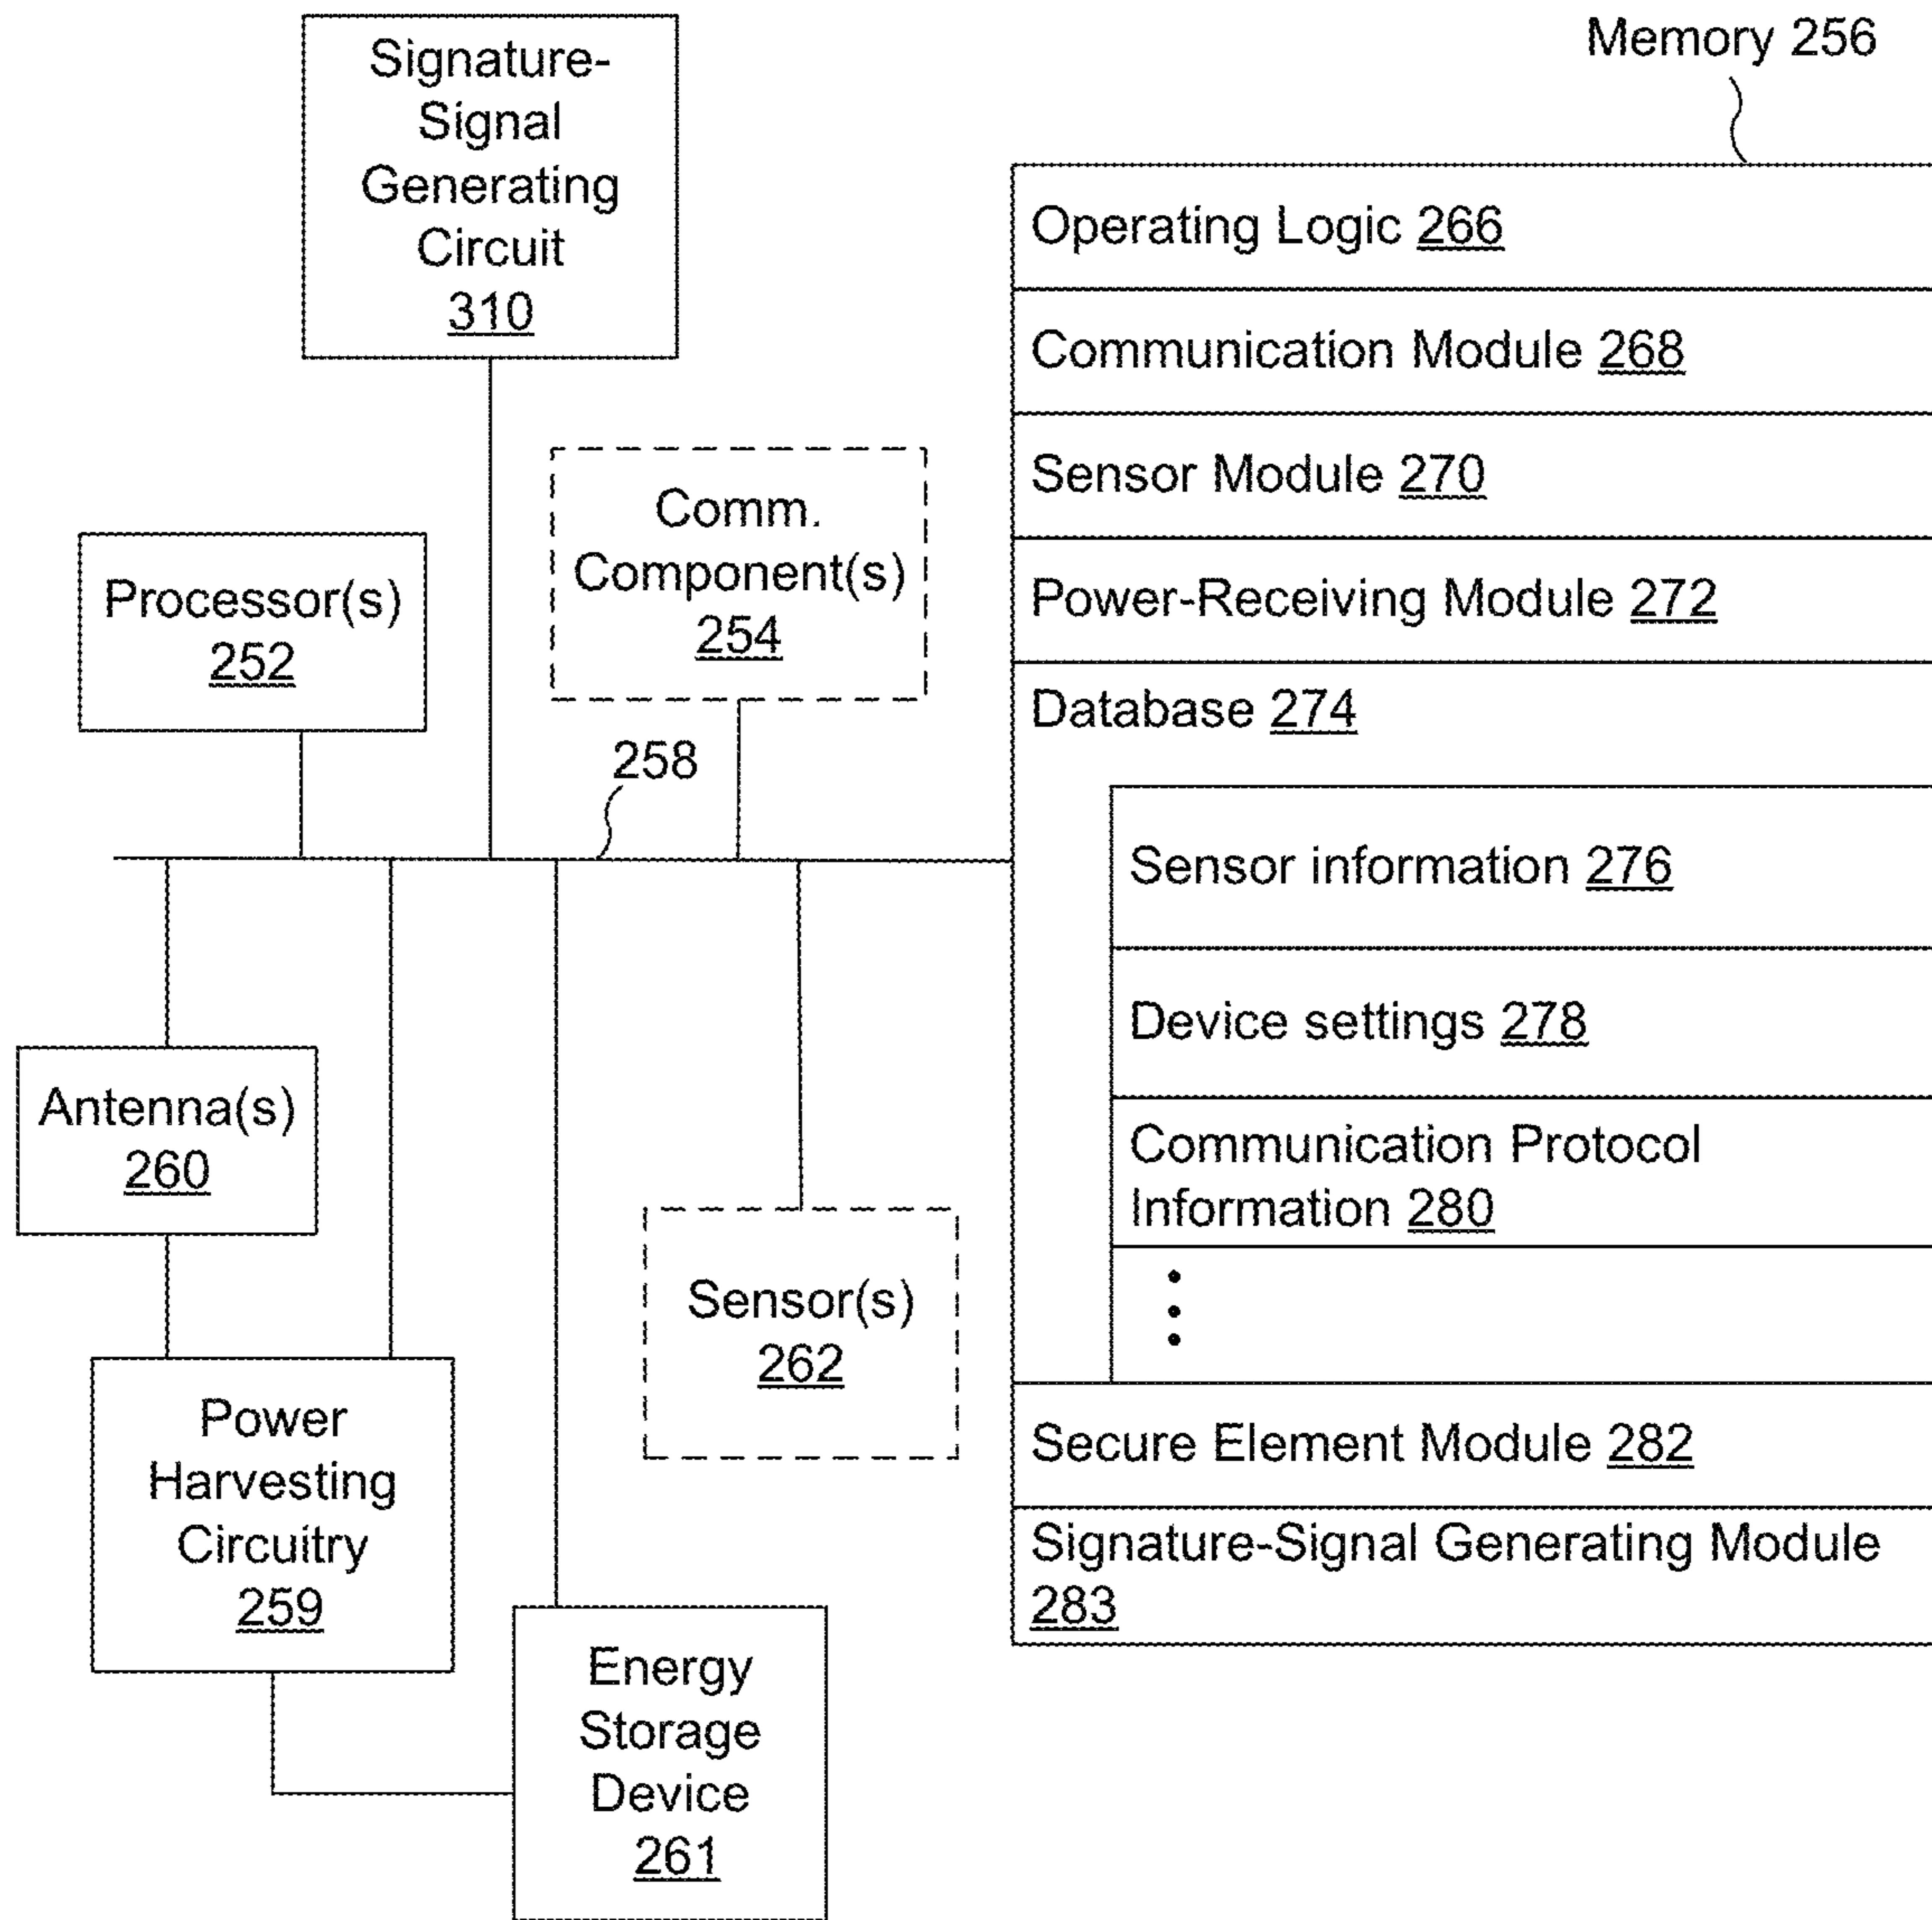 Signature-
Signal
Generating
Circuit
310
Memory 256
Operating Logic 266
Communication Module 268
Sensor Module 270
Power-Receiving Module 272
Database 274
Sensor information 276
Device settings 278
Communication Protocol
Information 280
Secure Element Module 282
Signature-Signal Generating Module
283
Comm.
Component(s)
254
Processor(s)
252
258
Antenna(s)
260
Sensor(s)
262
Power
Harvesting
Circuitry
259
Energy
Storage
Device
261